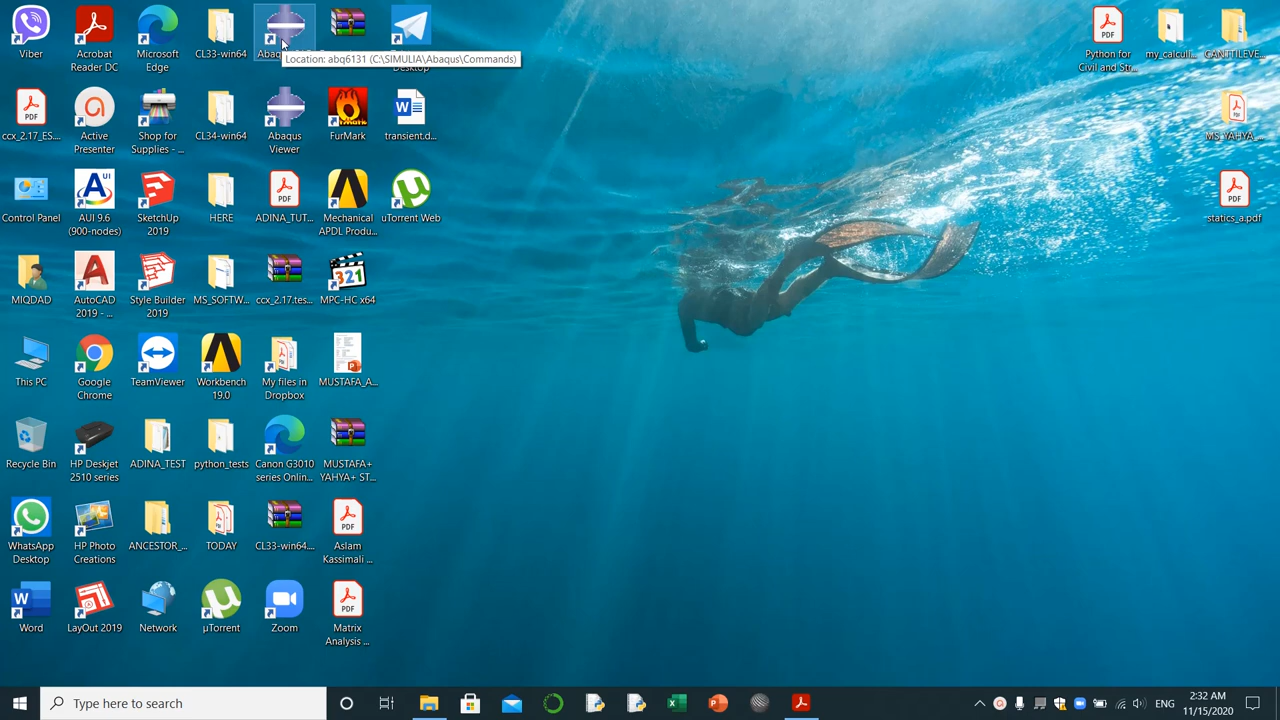 Viber
Acrobat
Reader DC
Microsoft
Edge
CL33-win64
Location: abq6131 (C:\SIMULIA\Abaqus\Commands)
Desktop
Python for
Civil and Str...
my_calcul...
CANTILEVE...
ccx_2.17_ES....
Active
Presenter
Shop for
Supplies - ...
CL34-win64
Abaqus
Viewer
FurMark
transient.d...
MS_YAHYA_...
Control Panel
AUI 9.6
(900-nodes)
SketchUp
2019
HERE
ADINA_TUT...
Mechanical
APDL Produ...
uTorrent Web
statics_a.pdf
MIQDAD
AutoCAD
2019 - ...
Style Builder
2019
MS_SOFTW...
ccx_2.17.tes...
MPC-HC x64
This PC
Google
Chrome
TeamViewer
Workbench
19.0
My files in
Dropbox
MUSTAFA_A...
Recycle Bin
HP Deskjet
2510 series
ADINA_TEST
python_tests
Canon G3010
series Onlin...
MUSTAFA+
YAHYA+ ST...
WhatsApp
Desktop
HP Photo
Creations
ANCESTOR_...
TODAY
CL33-win64....
Aslam
Kassimali ...
Word
LayOut 2019
Network
µTorrent
Zoom
Matrix
Analysis ...
Type here to search
ENG
2:32 AM
11/15/2020